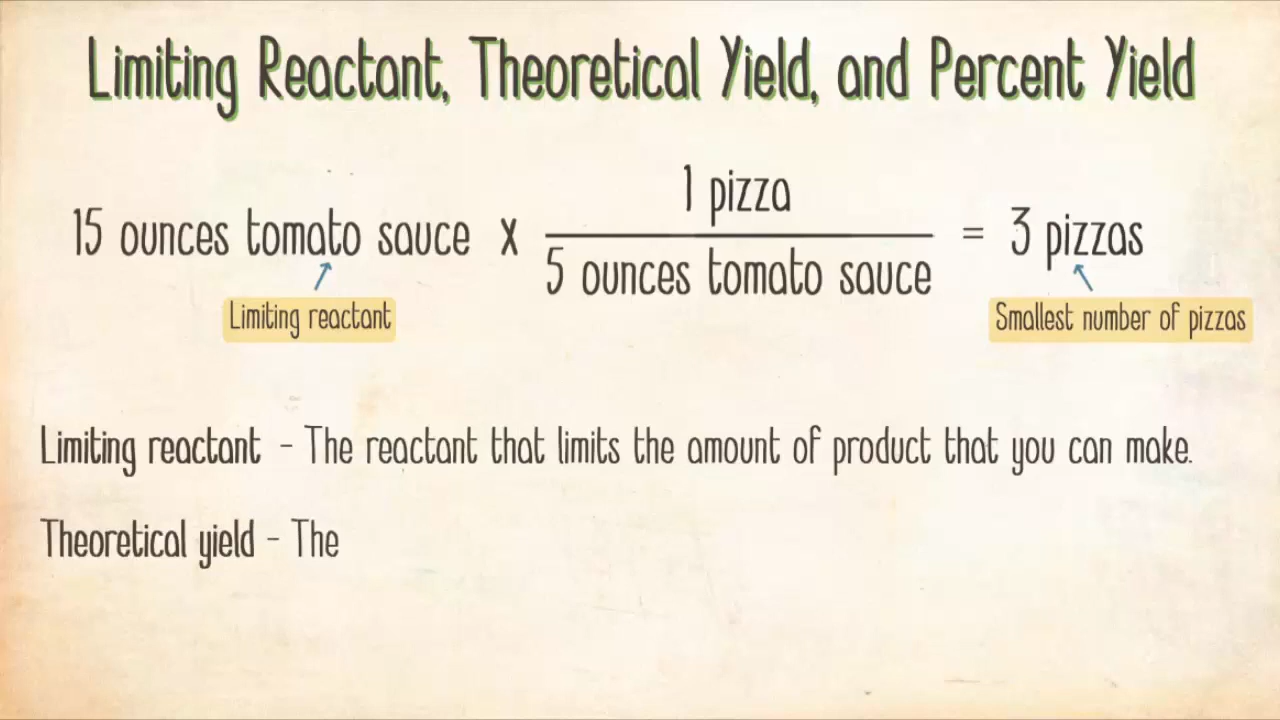 Limiting Reactant, Theoretical Yield, and Percent Yield
1 pizza
15 ounces tomato sauce x = 3 pizzas
5 ounces tomato sauce
Limiting reactant
Smallest number of pizzas
Limiting reactant - The reactant that limits the amount of product that you can make.
Theoretical yield - The